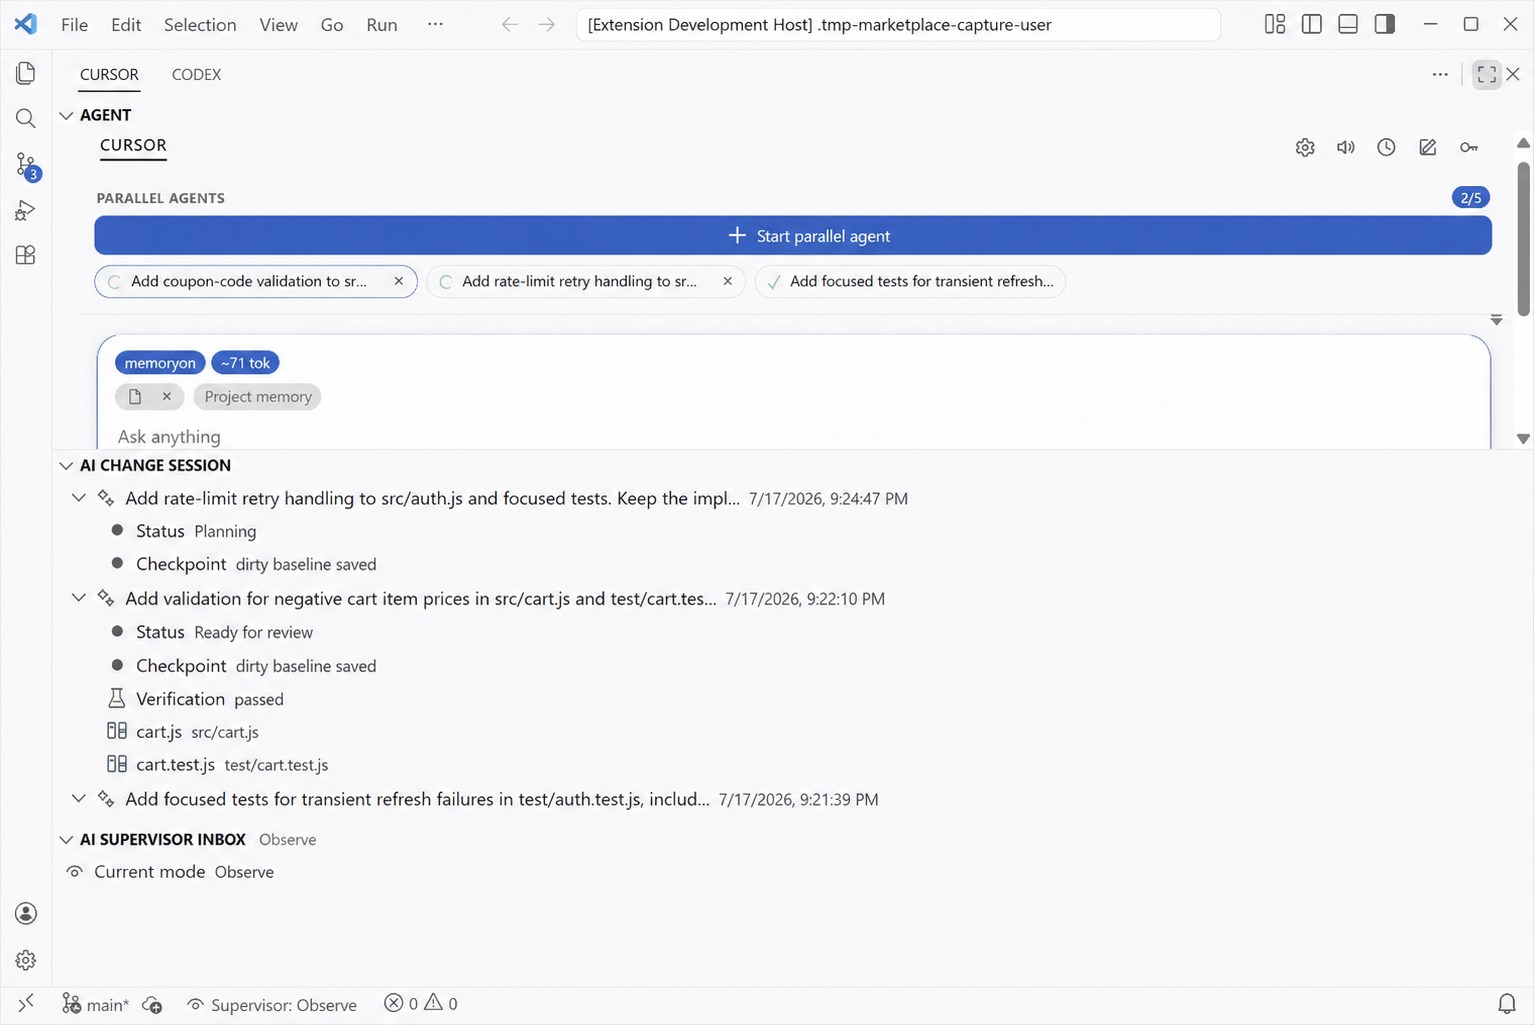 File Edit Selection View Go Run ··· [Extension Development Host] .tmp-marketplace-capture-user
CURSOR CODEX
AGENT
CURSOR
3
PARALLEL AGENTS 2/5
+ Start parallel agent
Add coupon-code validation to sr... × Add rate-limit retry handling to sr... × Add focused tests for transient refresh...
memoryon ~71 tok
× Project memory
Ask anything
AI CHANGE SESSION
Add rate-limit retry handling to src/auth.js and focused tests. Keep the impl... 7/17/2026, 9:24:47 PM
Status Planning
Checkpoint dirty baseline saved
Add validation for negative cart item prices in src/cart.js and test/cart.tes... 7/17/2026, 9:22:10 PM
Status Ready for review
Checkpoint dirty baseline saved
Verification passed
cart.js src/cart.js
cart.test.js test/cart.test.js
Add focused tests for transient refresh failures in test/auth.test.js, includ... 7/17/2026, 9:21:39 PM
AI SUPERVISOR INBOX Observe
Current mode Observe
main* Supervisor: Observe 0 0